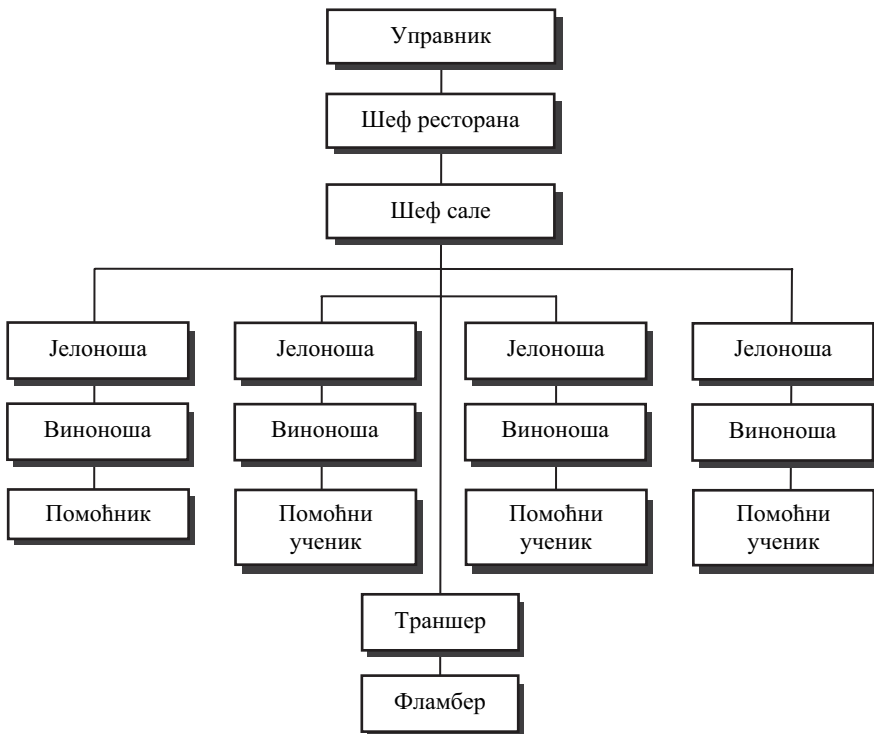 Управник
Шеф ресторана
Шеф сале
Јелоноша
Јелоноша
Јелоноша
Јелоноша
Виноноша
Виноноша
Виноноша
Виноноша
Помоћник
Помоћни
ученик
Помоћни
ученик
Помоћни
ученик
Траншер
Фламбер